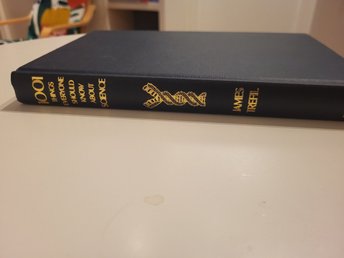 1001
THINGS
EVERYONE
SHOULD
KNOW
ABOUT
SCIENCE
JAMES
TREFIL